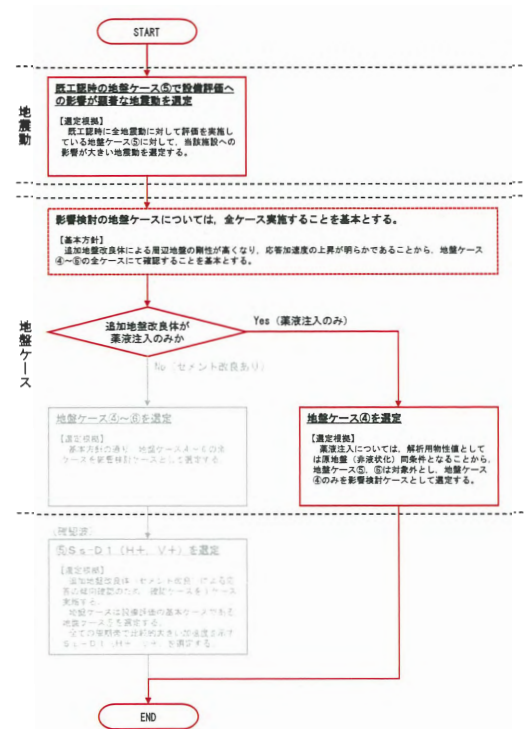 START
地震動
既工認時の地盤ケース⑤で設備評価へ
の影響が顕著な地震動を選定
【選定根拠】
既工認時に全地震動に対して評価を実施し
ている地盤ケース⑤に対して，当該施設への
影響が大きい地震動を選定する。
影響検討の地盤ケースについては，全ケース実施することを基本とする。
【基本方針】
追加地盤改良体による周辺地盤の剛性が高くなり，応答加速度の上昇が明らかであることから，地盤ケース
④～⑥の全ケースにて確認することを基本とする。
地盤ケース
追加地盤改良体が
薬液注入のみか
Yes（薬液注入のみ）
No（セメント改良あり）
地盤ケース④～⑥を選定
【選定根拠】
基本方針の通り，地盤ケース④～⑥の全
ケースを影響検討ケースとして選定する。
地盤ケース④を選定
【選定根拠】
薬液注入については，解析用物性値として
は原地盤（非液状化）同条件となることから，
地盤ケース⑤，⑥は対象外とし，地盤ケース
④のみを影響検討ケースとして選定する。
（確認波）
⑤Ｓｓ－Ｄ１（Ｈ＋，Ｖ＋）を選定
【選定根拠】
追加地盤改良体（セメント改良）による応
答の傾向確認のため，確認ケースを1ケース
実施する。
地盤ケースは設備評価の基本ケースである
地盤ケース⑤を選定する。
全ての周期帯で比較的大きい加速度を示す
Ｓｓ－Ｄ１（Ｈ＋，Ｖ＋）を選定する。
END